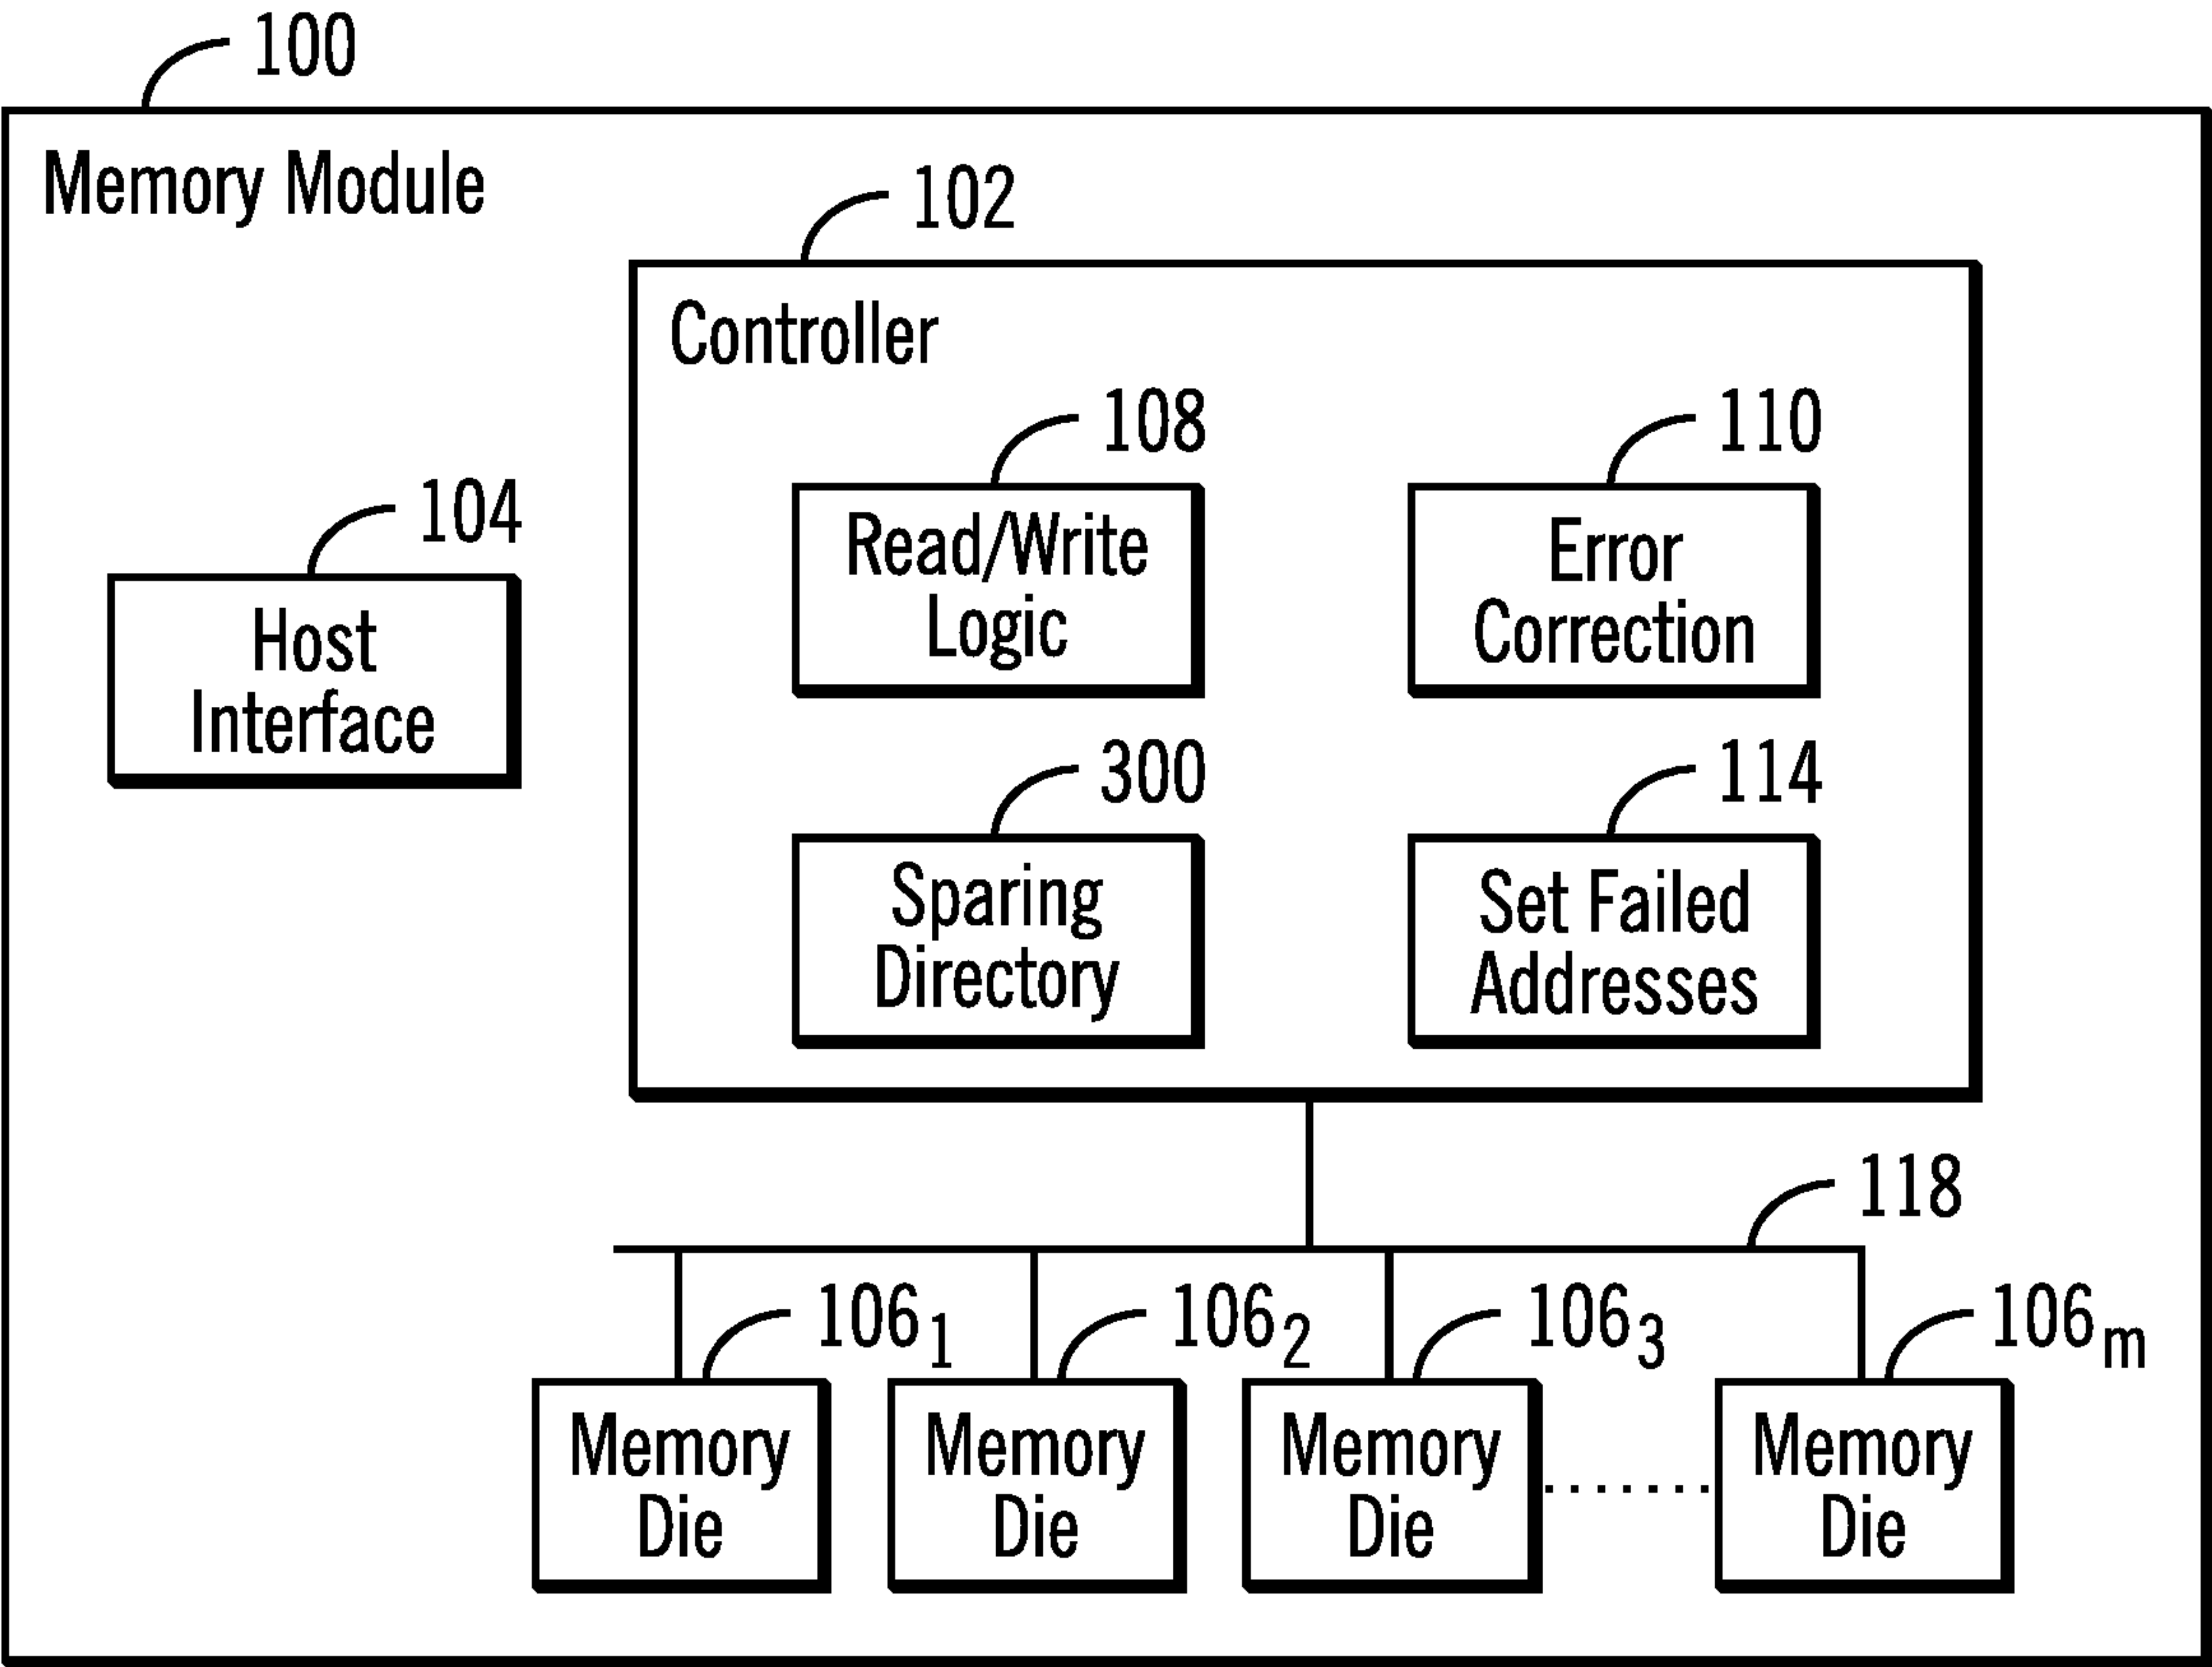 100
Memory Module
102
Controller
108
110
Read/Write
Logic
Error
Correction
104
Host
Interface
300
114
Sparing
Directory
Set Failed
Addresses
118
106₁
106₂
106₃
106ₘ
Memory
Die
Memory
Die
Memory
Die
.......
Memory
Die